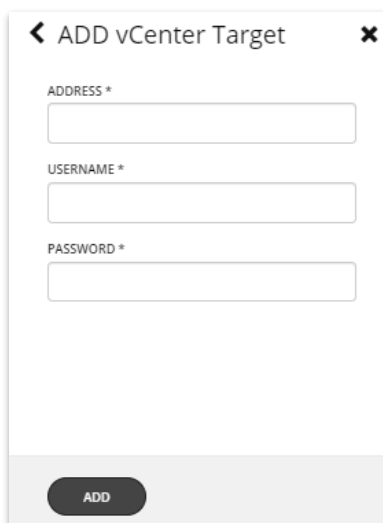 ADD vCenter Target
ADDRESS *
USERNAME *
PASSWORD *
ADD